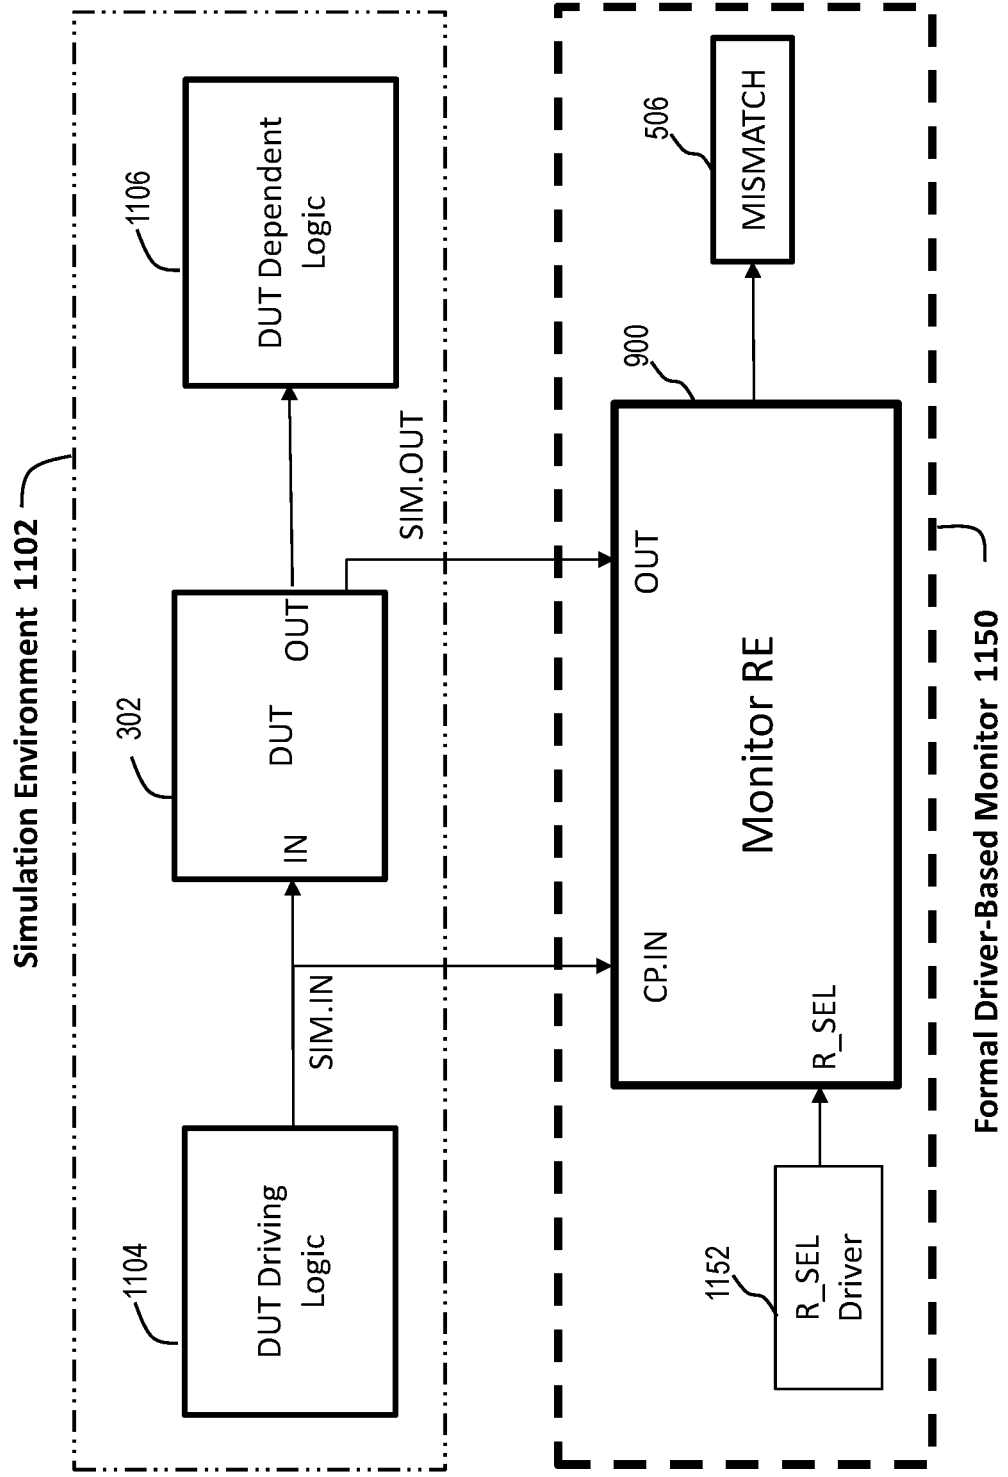 Simulation Environment 1102
1104
DUT Driving
Logic
SIM.IN
302
IN
DUT
OUT
SIM.OUT
1106
DUT Dependent
Logic
1152
R_SEL
Driver
900
CP.IN
R_SEL
Monitor RE
OUT
506
MISMATCH
Formal Driver-Based Monitor 1150